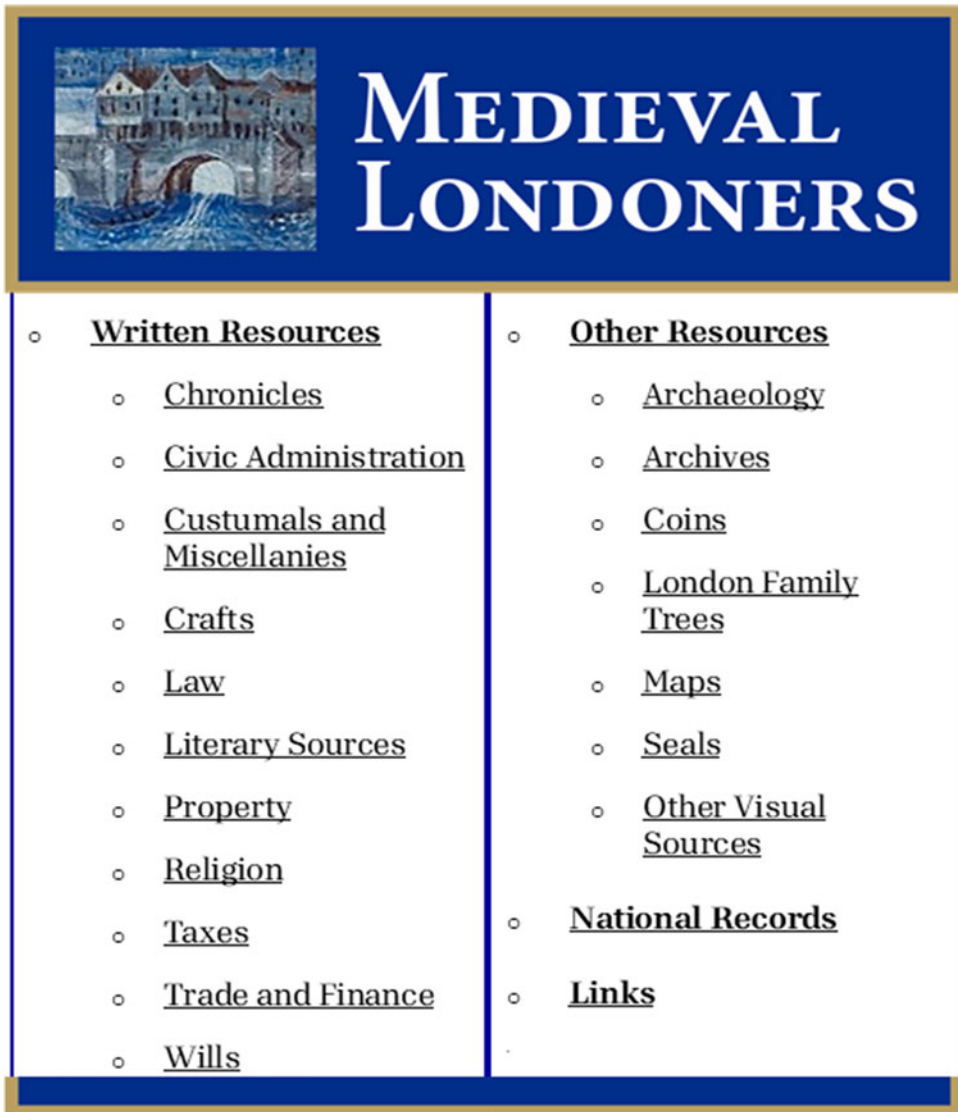 MEDIEVAL
LONDONERS
Written Resources
Chronicles
Civic Administration
Custumals and
Miscellanies
Crafts
Law
Literary Sources
Property
Religion
Taxes
Trade and Finance
Wills
Other Resources
Archaeology
Archives
Coins
London Family
Trees
Maps
Seals
Other Visual
Sources
National Records
Links